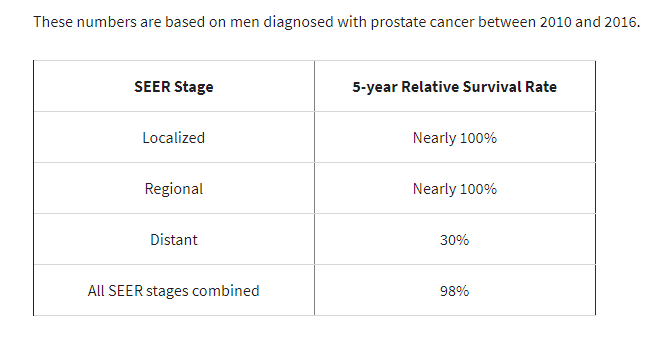 These numbers are based on men diagnosed with prostate cancer between 2010 and 2016.
SEER Stage 5-year Relative Survival Rate
Localized Nearly 100%
Regional Nearly 100%
Distant 30%
All SEER stages combined 98%